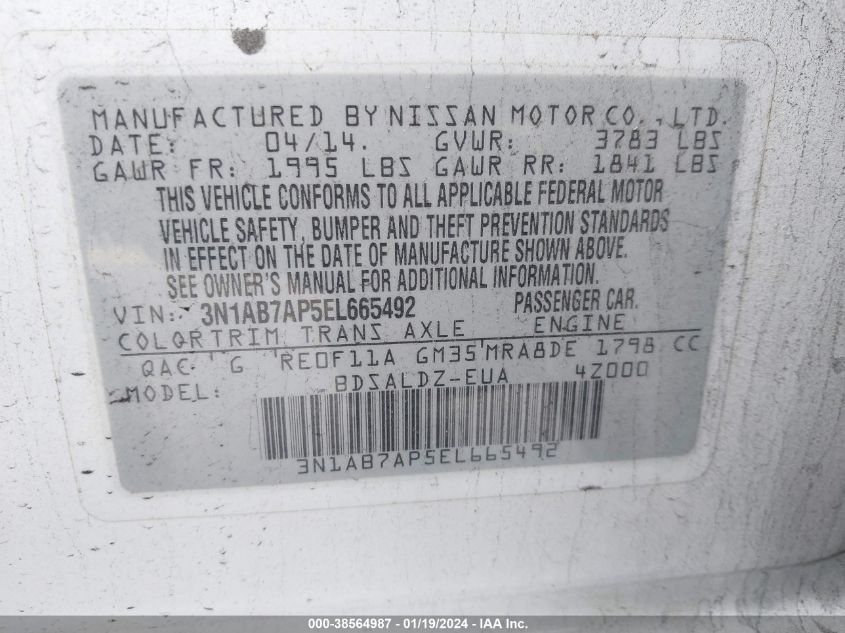 MANUFACTURED BY NISSAN MOTOR CO., LTD.
DATE: 04/14. GVWR: 3783 LBS
GAWR FR: 1995 LBS GAWR RR: 1841 LBS
THIS VEHICLE CONFORMS TO ALL APPLICABLE FEDERAL MOTOR
VEHICLE SAFETY, BUMPER AND THEFT PREVENTION STANDARDS
IN EFFECT ON THE DATE OF MANUFACTURE SHOWN ABOVE.
SEE OWNER'S MANUAL FOR ADDITIONAL INFORMATION.
VIN: 3N1AB7AP5EL665492 PASSENGER CAR.
COLOR TRIM TRANS AXLE ENGINE
QAC G RE0F11A GM35 MRA8DE 1798 CC
MODEL: BDSALDZ-EUA 4Z000
3N1AB7AP5EL665492
000-38564987 - 01/19/2024 - IAA Inc.